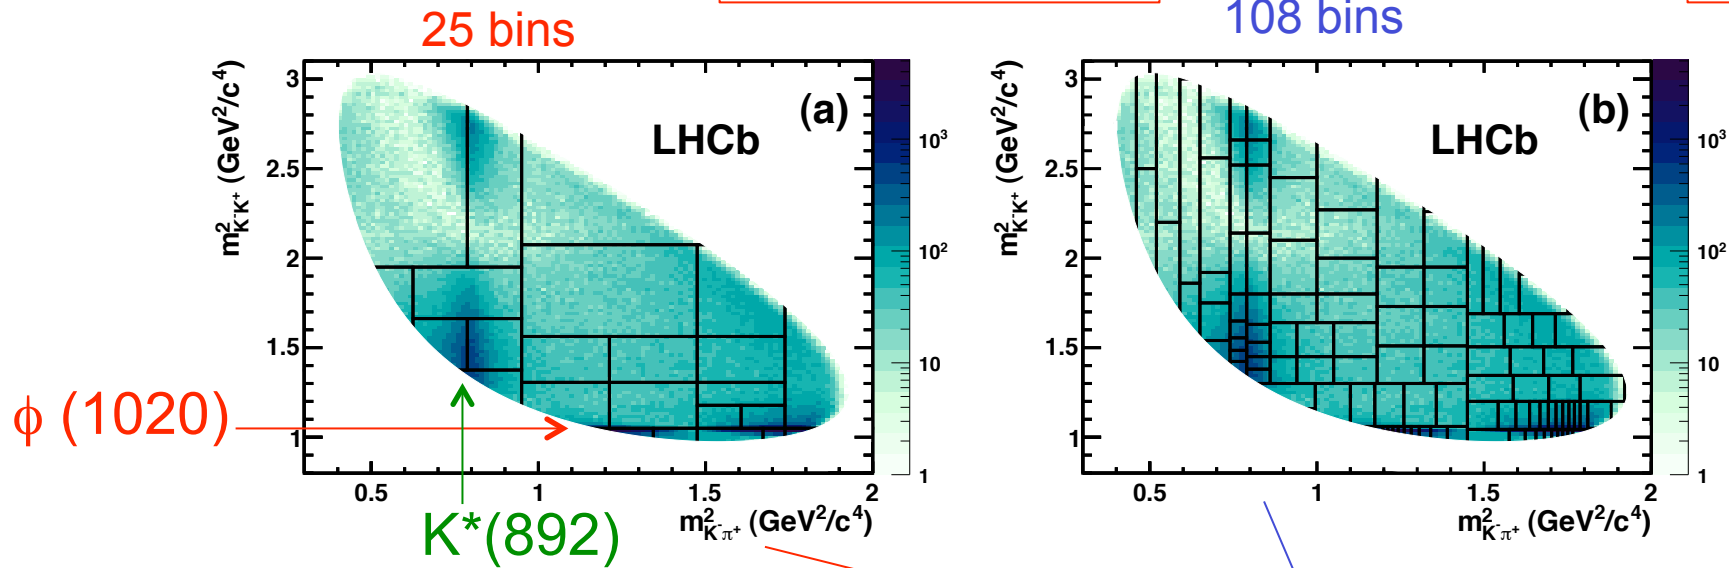 25 bins
108 bins
(a)
LHCb
m²K⁻K⁺ (GeV²/c⁴)
3
2.5
2
1.5
1
0.5
1
1.5
2
m²K⁻π⁺ (GeV²/c⁴)
10³
10²
10
1
ϕ (1020)
K*(892)
(b)
LHCb
m²K⁻K⁺ (GeV²/c⁴)
3
2.5
2
1.5
1
0.5
1
1.5
2
m²K⁻π⁺ (GeV²/c⁴)
10³
10²
10
1